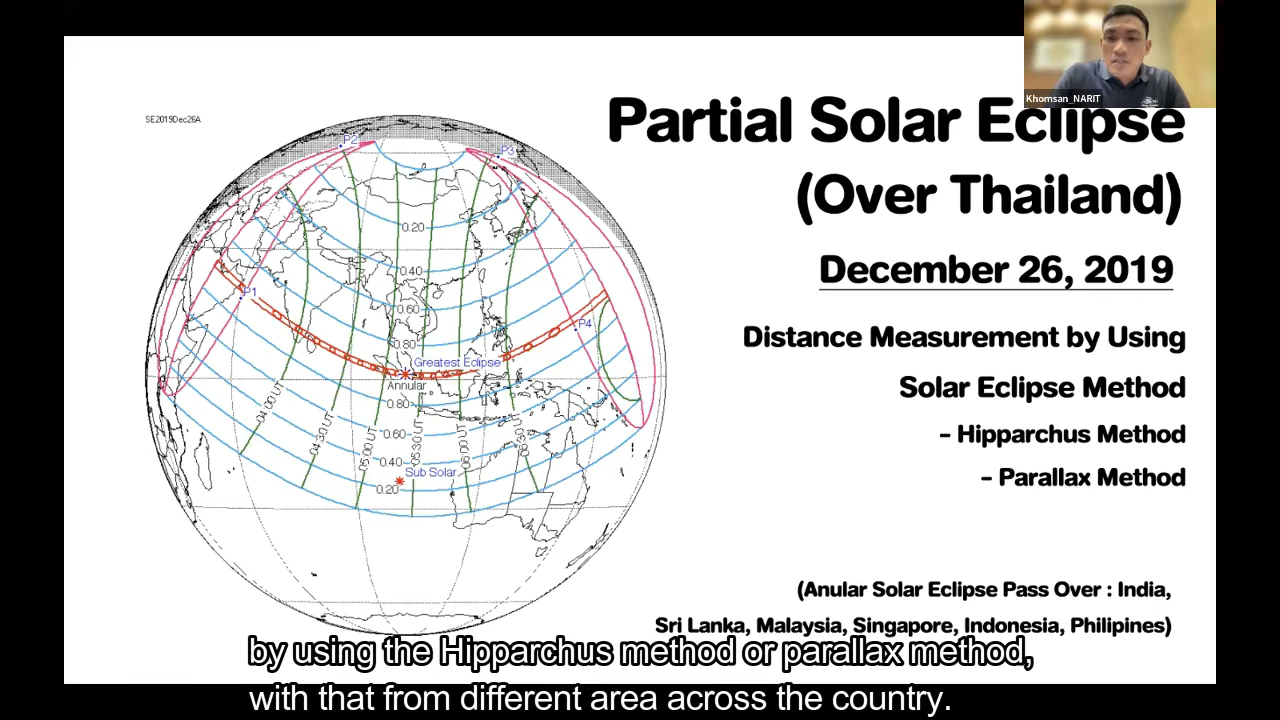 Khomsan_NARIT
Partial Solar Eclipse
(Over Thailand)
December 26, 2019
Distance Measurement by Using
Solar Eclipse Method
- Hipparchus Method
- Parallax Method
(Anular Solar Eclipse Pass Over : India,
Sri Lanka, Malaysia, Singapore, Indonesia, Philipines)
SE2019Dec26A
P2
P3
0.20
0.40
0.60
P1
P4
0.80
Greatest Eclipse
Annular
0.80
04:00 UT
04:30 UT
05:00 UT
05:30 UT
06:00 UT
0.60
0.40
Sub Solar
0.20
by using the Hipparchus method or parallax method,
with that from different area across the country.